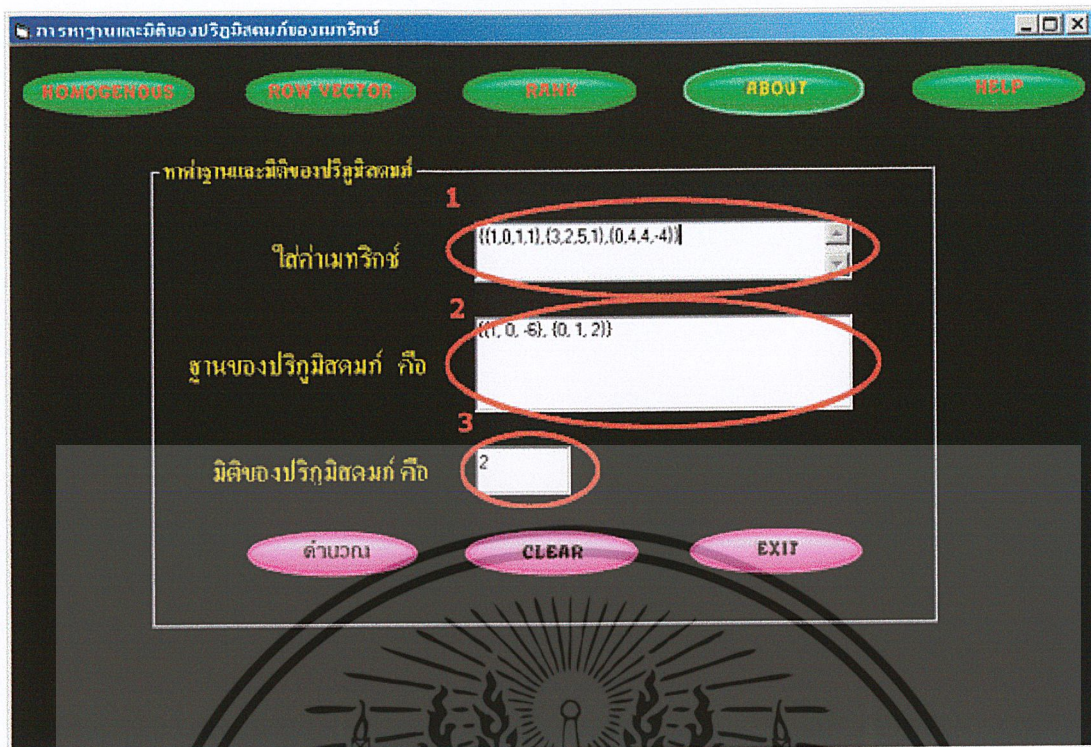 การหาฐานและมิติของปริภูมิสดมภ์ของเมทริกซ์
HOMOGENOUS
ROW VECTOR
RANK
ABOUT
HELP
หาค่าฐานและมิติของปริภูมิสดมภ์
1
ใส่ค่าเมทริกซ์
{{1,0,1,1},{3,2,5,1},{0,4,4,-4}}
2
ฐานของปริภูมิสดมภ์ คือ
{{1, 0, -6}, {0, 1, 2}}
3
มิติของปริภูมิสดมภ์ คือ
2
คำนวณ
CLEAR
EXIT